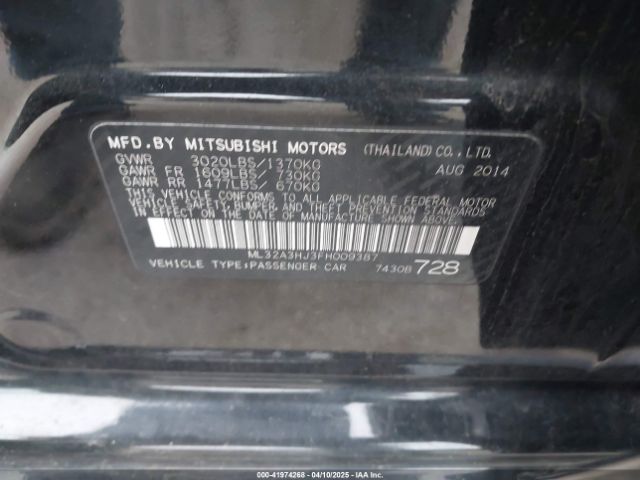 MFD.BY MITSUBISHI MOTORS (THAILAND)CO.,LTD.
GVWR 3020LBS/1370KG AUG 2014
GAWR FR 1609LBS/ 730KG
GAWR RR 1477LBS/ 670KG
VEHICLE CONFORMS TO ALL APPLICABLE FEDERAL MOTOR
VEHICLE SAFETY,BUMPER,AND THEFT PREVENTION STANDARDS
IN EFFECT ON THE DATE OF MANUFACTURE SHOWN ABOVE.
ML32A3HJ3FH009387
VEHICLE TYPE:PASSENGER CAR 7430B 728
000-41974268 - 04/10/2025 - IAA Inc.